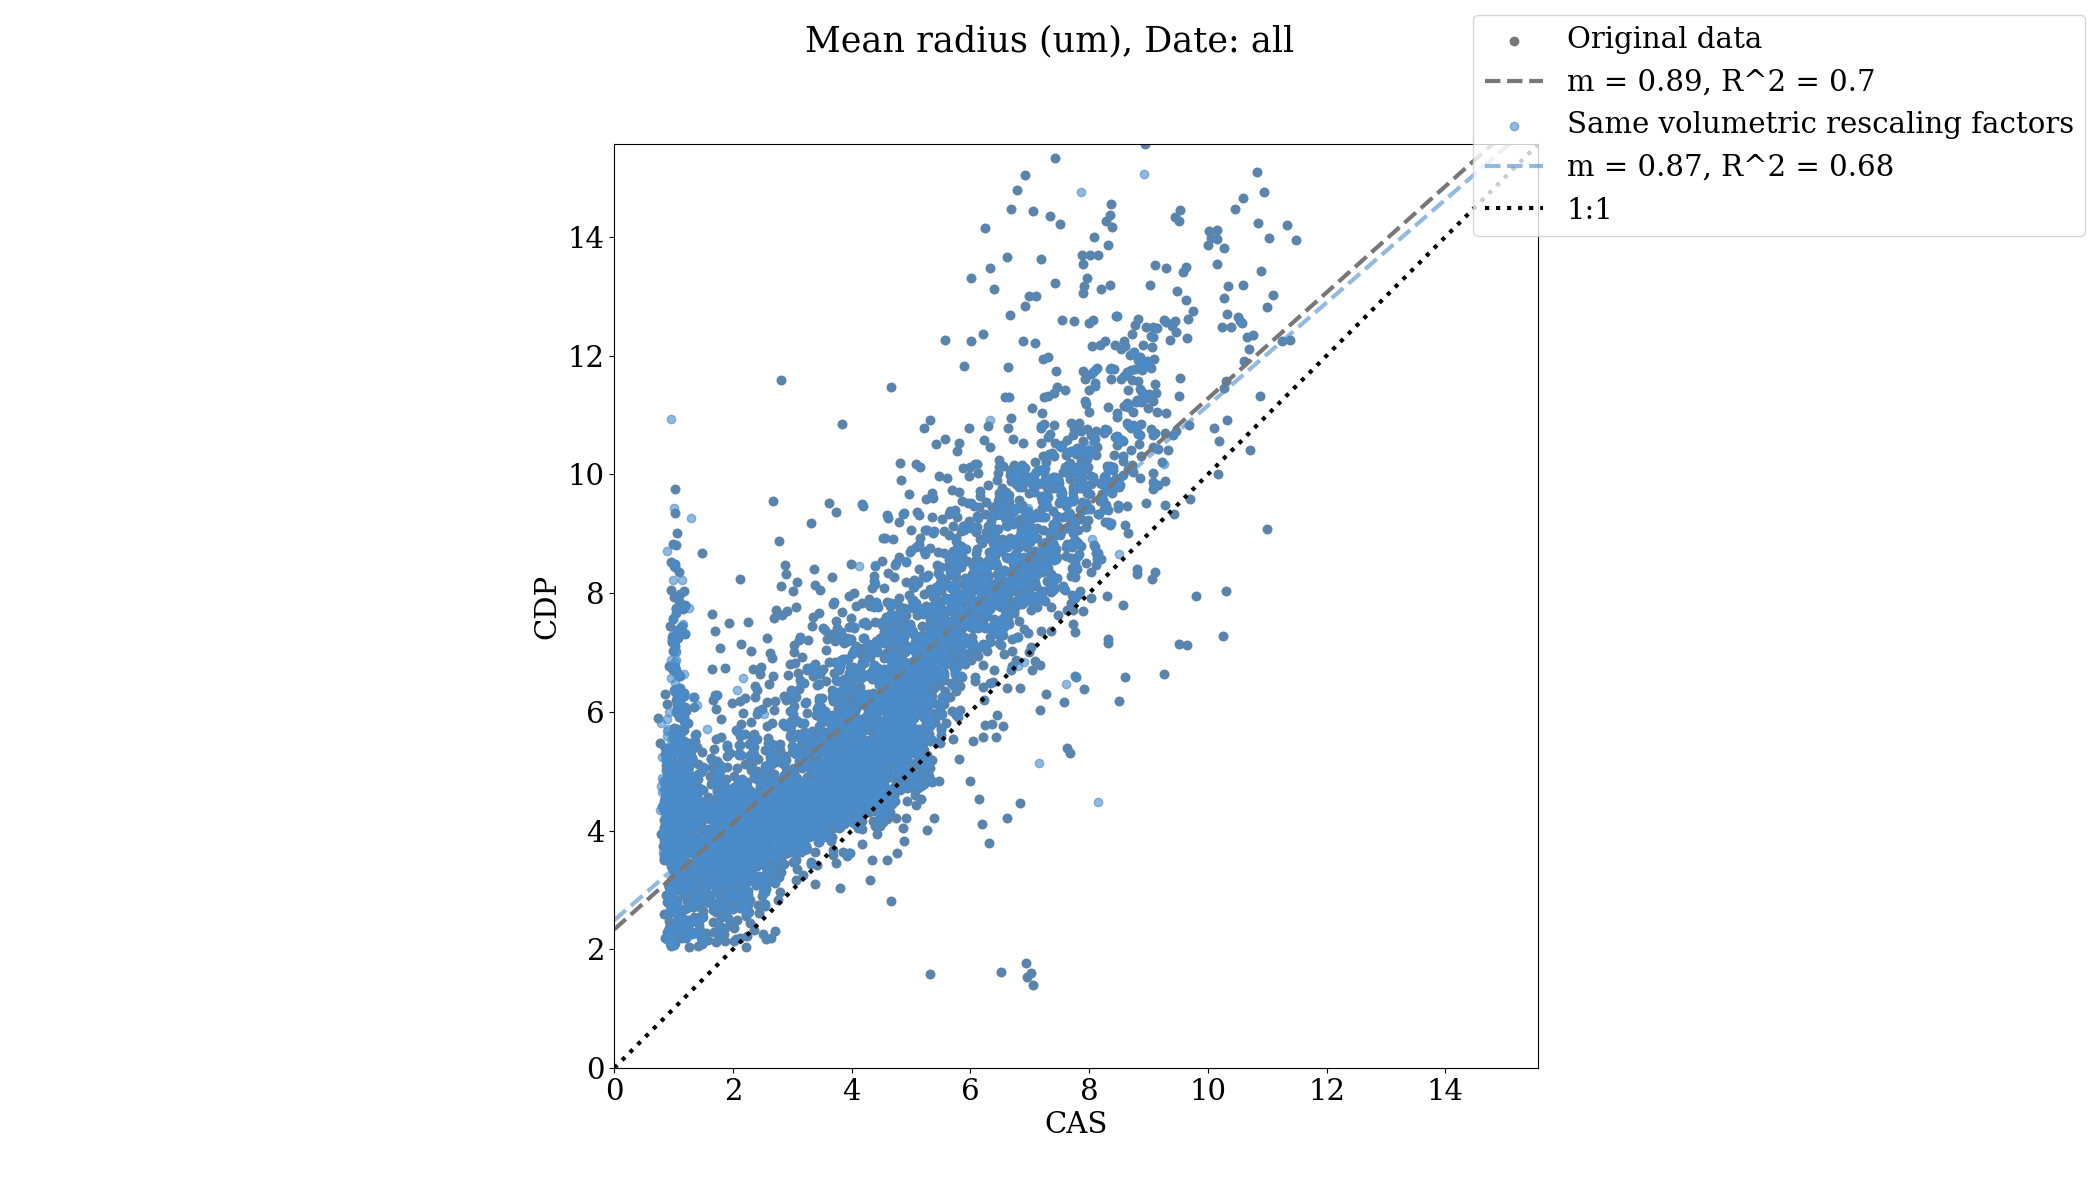 Mean radius (um), Date: all
Original data
m = 0.89, R^2 = 0.7
Same volumetric rescaling factors
m = 0.87, R^2 = 0.68
1:1
14
12
10
8
6
4
2
0
CDP
0 2 4 6 8 10 12 14
CAS